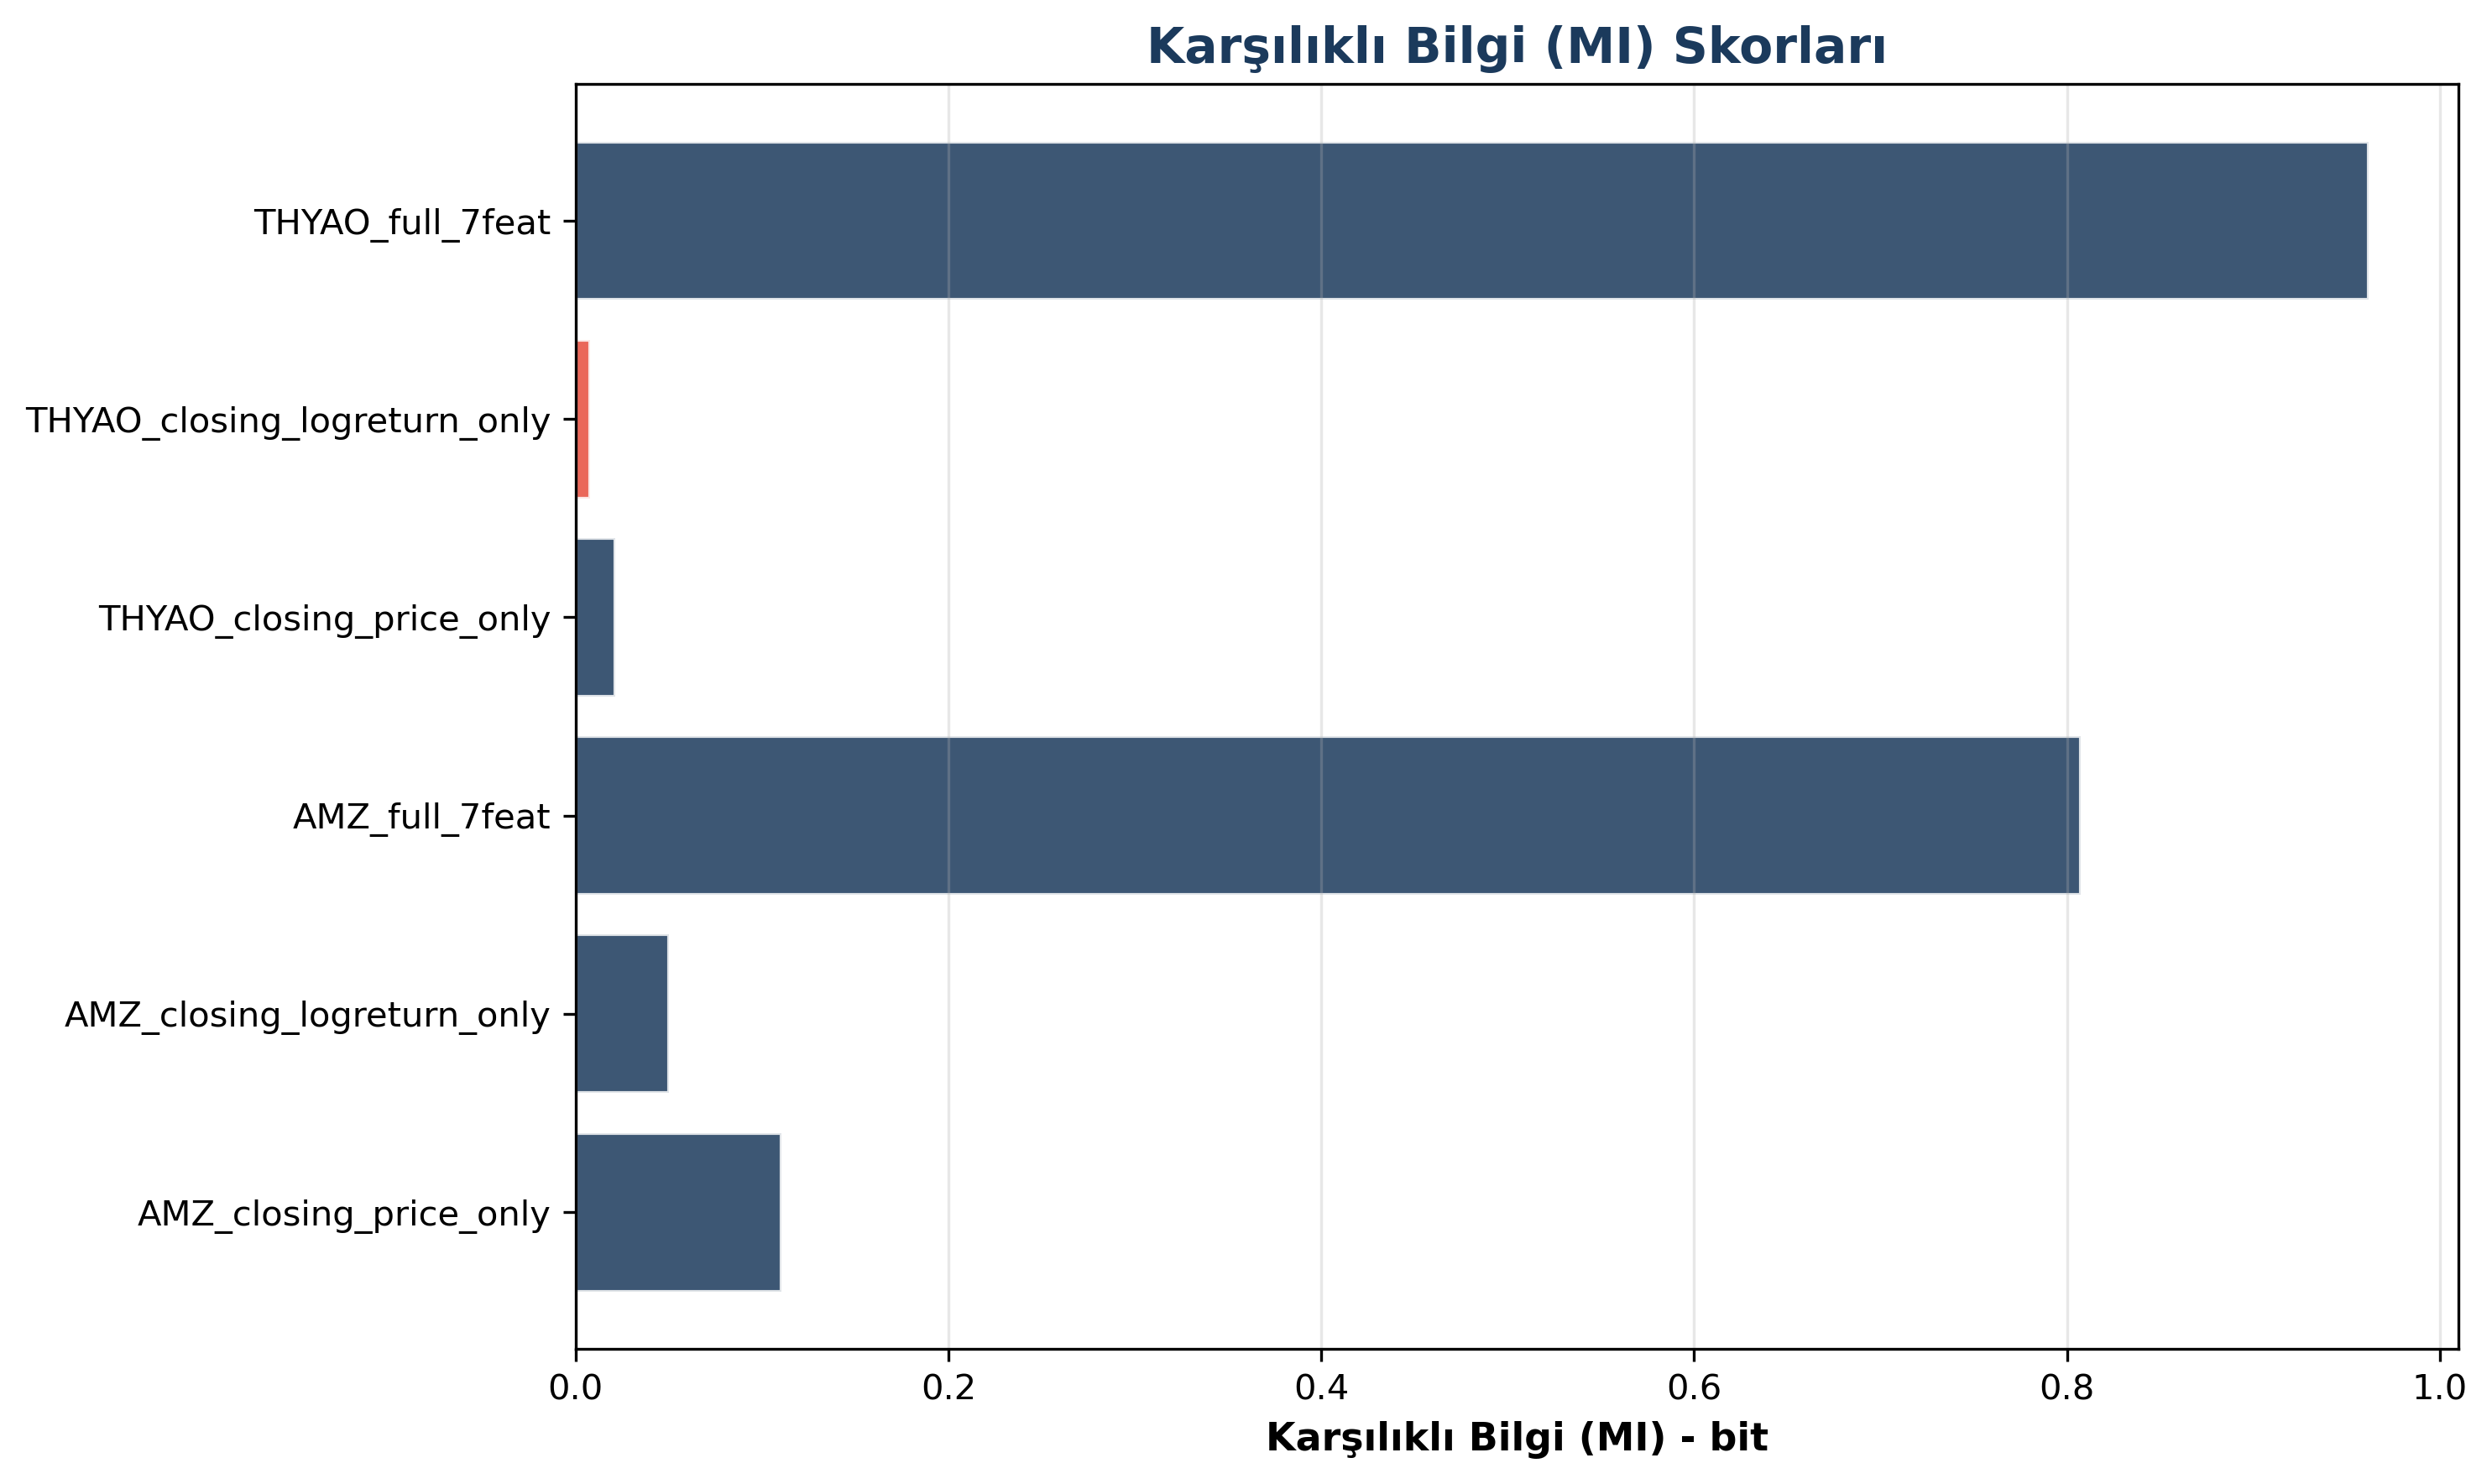 Karşılıklı Bilgi (MI) Skorları
THYAO_full_7feat
THYAO_closing_logreturn_only
THYAO_closing_price_only
AMZ_full_7feat
AMZ_closing_logreturn_only
AMZ_closing_price_only
0.0 0.2 0.4 0.6 0.8 1.0
Karşılıklı Bilgi (MI) - bit